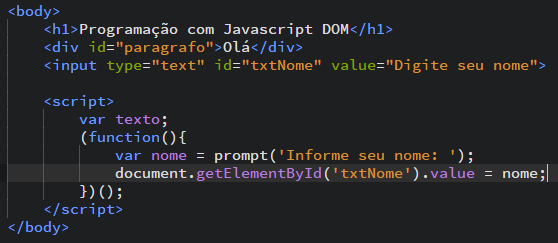 <body>
<h1>Programação com Javascript DOM</h1>
<div id="paragrafo">Olá</div>
<input type="text" id="txtNome" value="Digite seu nome">
<script>
var texto;
(function(){
var nome = prompt('Informe seu nome: ');
document.getElementById('txtNome').value = nome;
})();
</script>
</body>